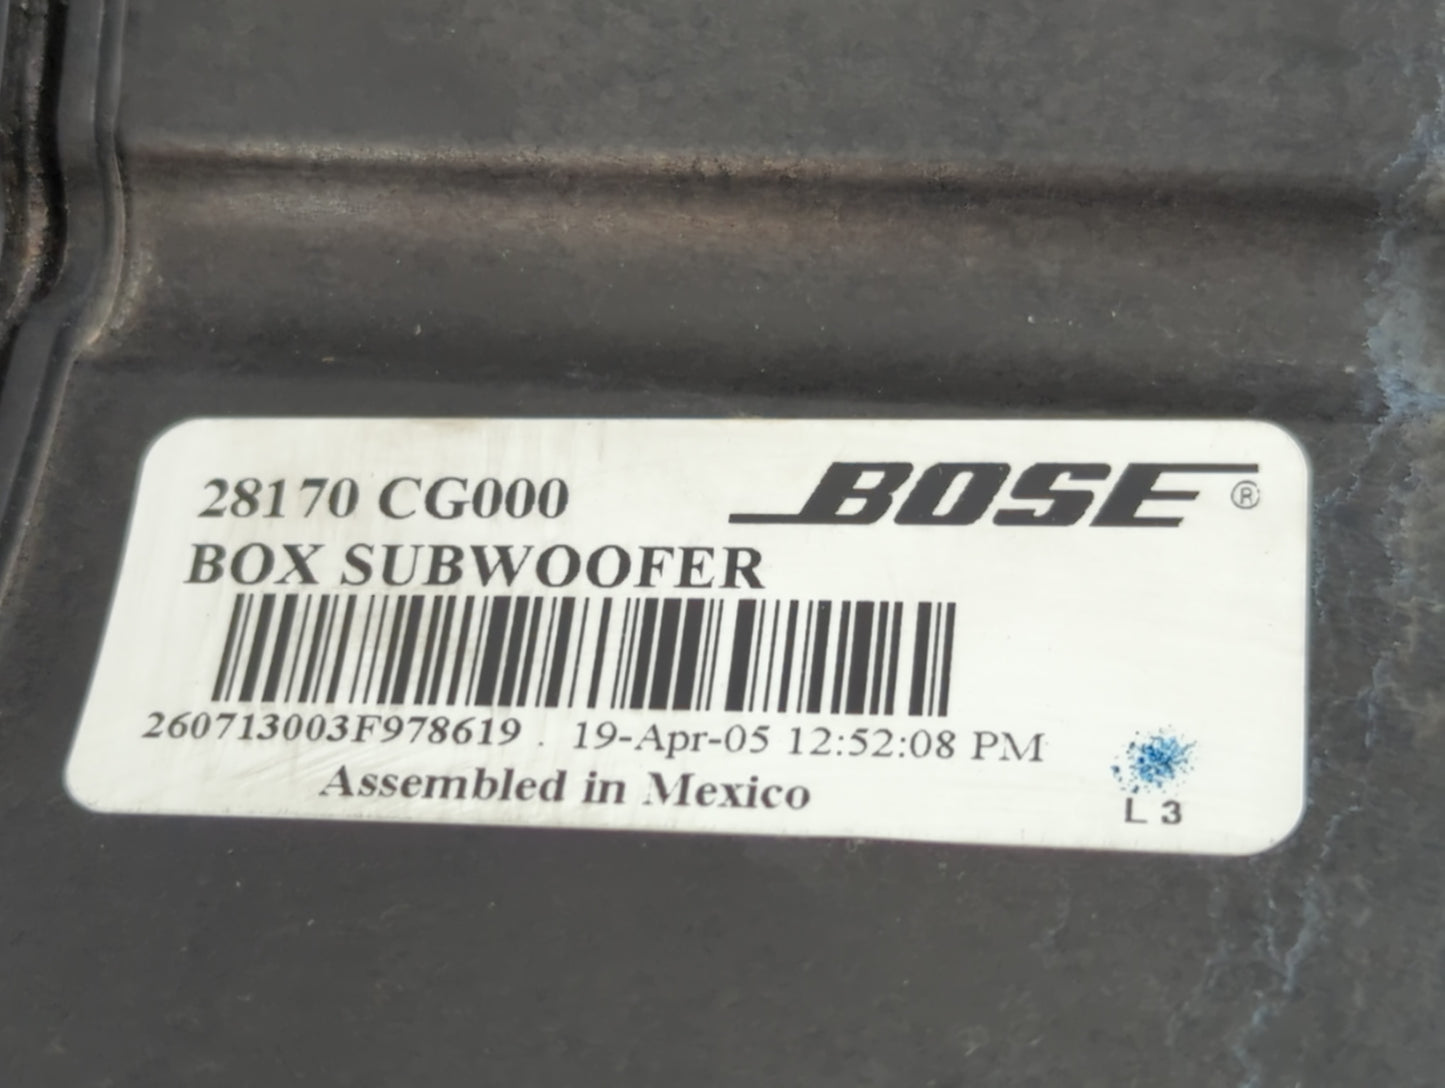 28170 CG000
BOSE®
BOX SUBWOOFER
260713003F978619 . 19-Apr-05 12:52:08 PM
Assembled in Mexico
L 3